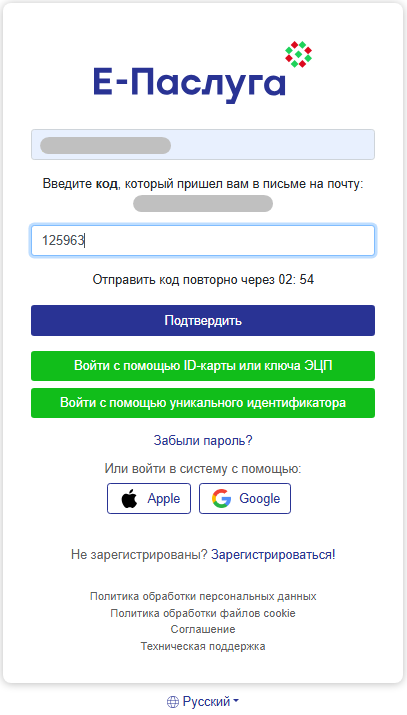 Е-Паслуга
Введите код, который пришел вам в письме на почту:
125963
Отправить код повторно через 02: 54
Подтвердить
Войти с помощью ID-карты или ключа ЭЦП
Войти с помощью уникального идентификатора
Забыли пароль?
Или войти в систему с помощью:
Apple Google
Не зарегистрированы? Зарегистрироваться!
Политика обработки персональных данных
Политика обработки файлов cookie
Соглашение
Техническая поддержка
Русский